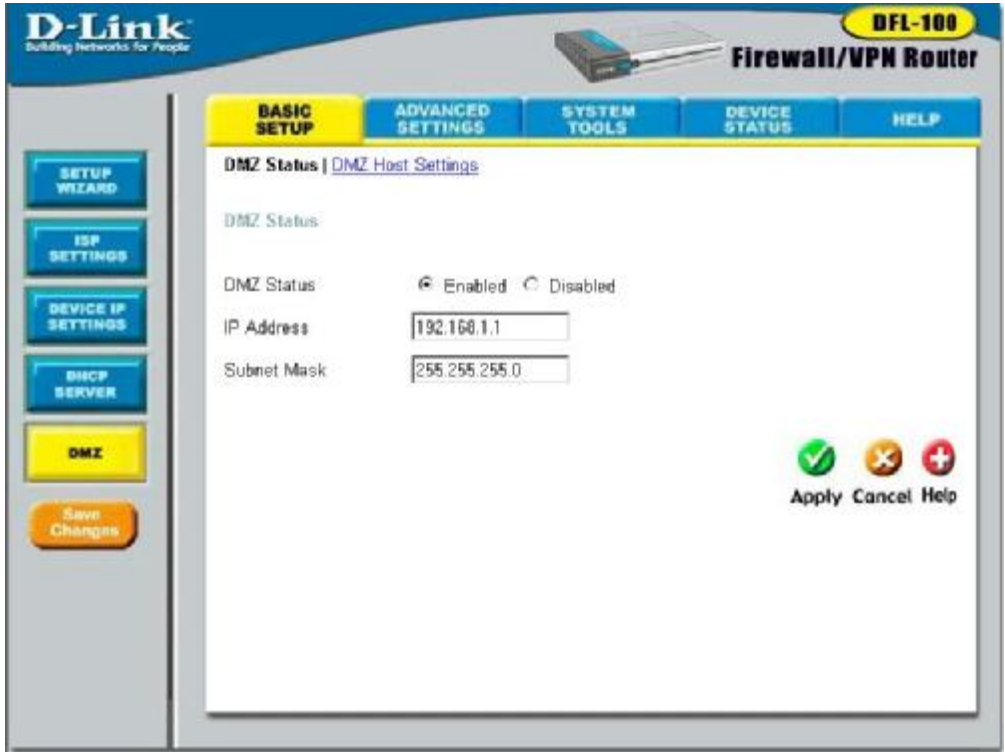 D-Link
Building Networks for People
DFL-100
Firewall/VPN Router
BASIC SETUP
ADVANCED SETTINGS
SYSTEM TOOLS
DEVICE STATUS
HELP
SETUP WIZARD
ISP SETTINGS
DEVICE IP SETTINGS
DHCP SERVER
DMZ
Save Changes
DMZ Status | DMZ Host Settings
DMZ Status
DMZ Status Enabled Disabled
IP Address 192.168.1.1
Subnet Mask 255.255.255.0
Apply Cancel Help